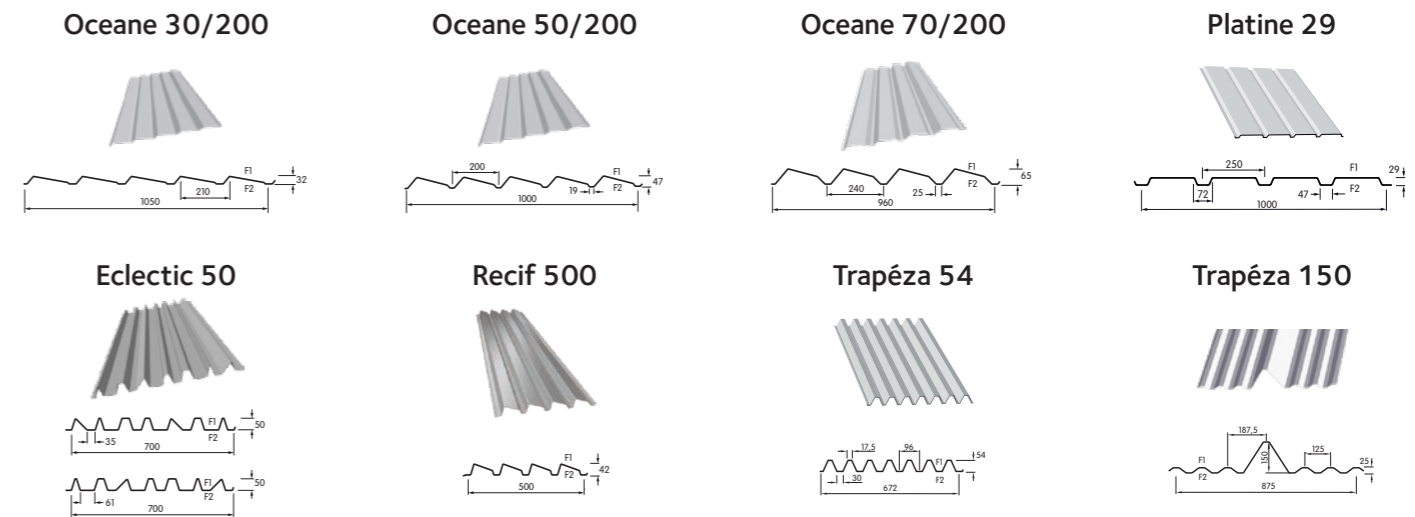 Oceane 30/200
Oceane 50/200
Oceane 70/200
Platine 29
F1
F2
32
210
1050
200
F1
F2
47
19
1000
F1
F2
65
240
25
960
250
F1
F2
29
72
47
1000
Eclectic 50
Recif 500
Trapéza 54
Trapéza 150
F1
F2
50
35
700
F1
F2
50
61
700
F1
F2
42
500
17,5
96
F1
F2
54
30
672
187,5
150
125
F1
F2
25
875